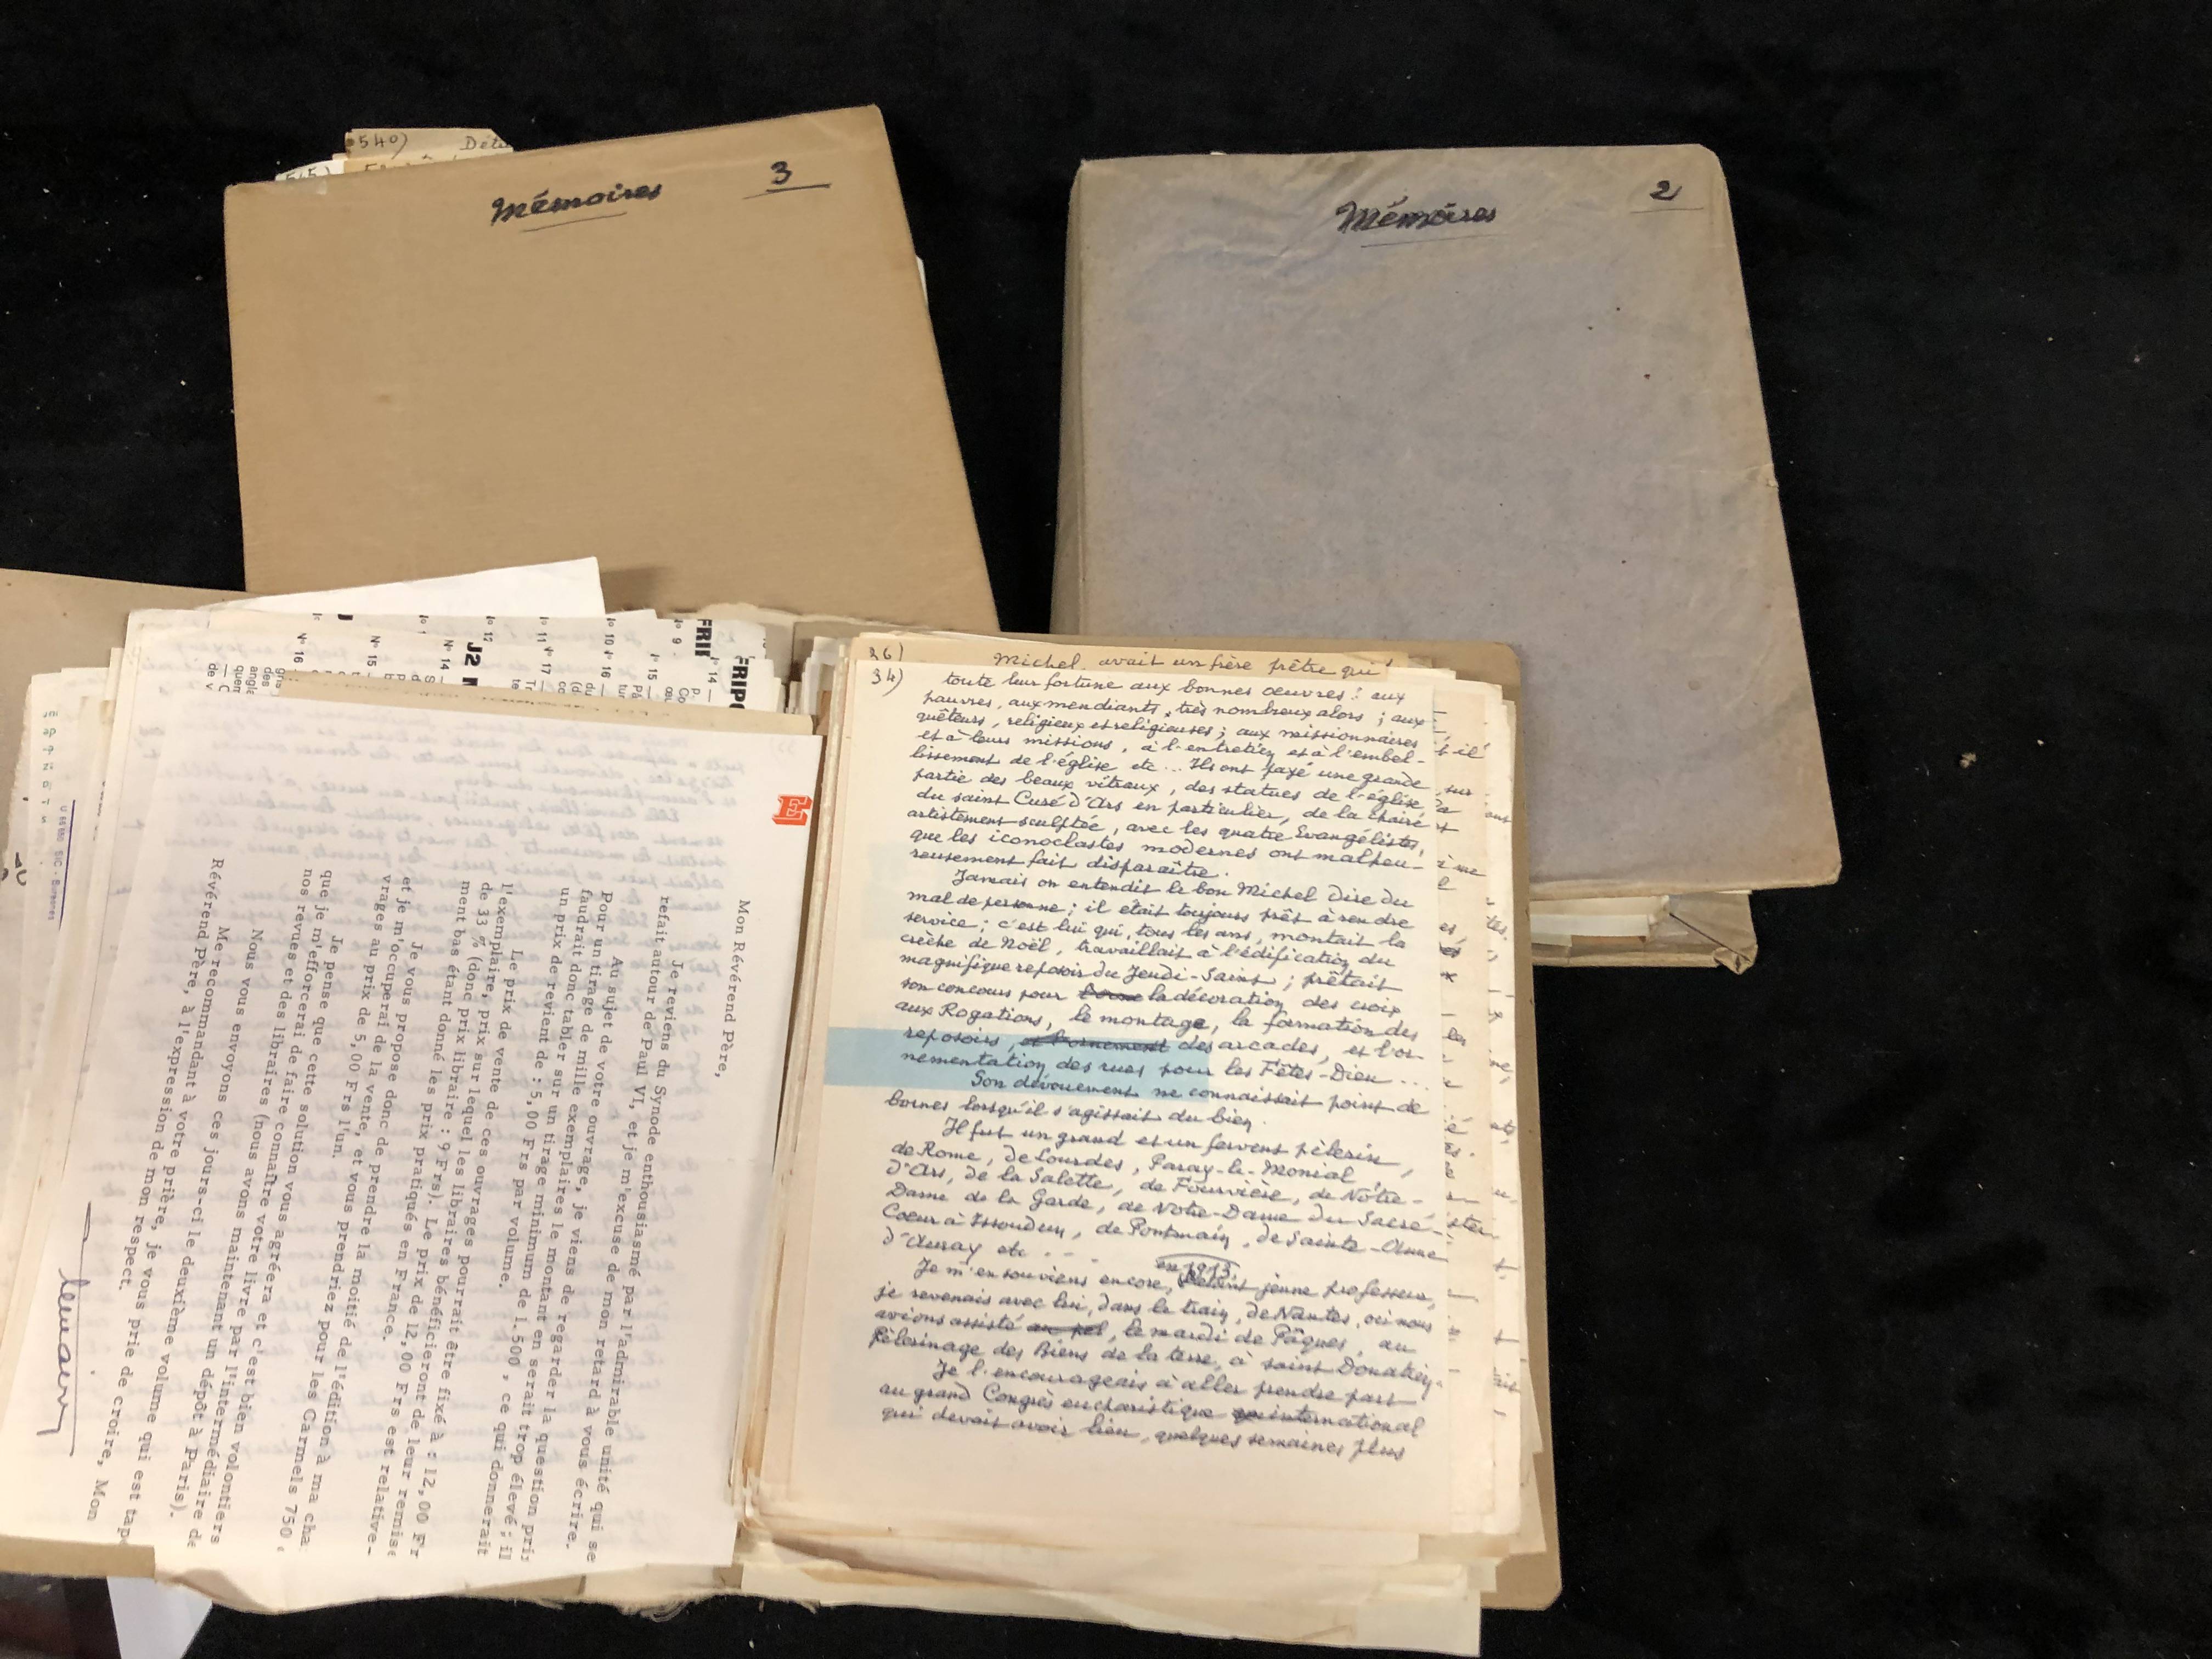 540)
Mémoires
3
Mémoires
2
36) Michel, avait un frère prêtre qui
34) toute leur fortune aux bonnes œuvres : aux
pauvres, aux mendiants, très nombreux alors ; aux
quêteurs, religieux et religieuses ; aux missionnaires
et à leurs missions, à l'entretien et à l'embel-
lissement de l'église etc... Ils ont payé une grande
partie des beaux vitraux, des statues de l'église
du saint Curé d'Ars en particulier, de la chaire
artistement sculptée, avec les quatre Evangélistes,
que les iconoclastes modernes ont malheu-
reusement fait disparaître.
Jamais on entendit le bon Michel dire du
mal de personne ; il était toujours prêt à rendre
service ; c'est lui qui, tous les ans, montait la
crèche de Noël, travaillait à l'édification du
magnifique reposoir du Jeudi-Saint ; prêtait
son concours pour la décoration des croix
aux Rogations, le montage, la formation des
reposoirs, et l'ornement des arcades, et l'or-
nementation des rues pour les Fêtes-Dieu ...
Son dévouement ne connaissait point de
bornes lorsqu'il s'agissait du bien.
Il fut un grand et un fervent pèlerin,
de Rome, de Lourdes, Paray-le-Monial,
d'Ars, de la Salette, de Fourvière, de Notre-
Dame de la Garde, de Notre-Dame du Sacré-
Coeur à Issoudun, de Pontmain, de Sainte-Anne
d'Auray etc ...
en 1913,
Je m'en souviens encore, jeune professeur,
je revenais avec lui, dans le train, de Nantes, où nous
avions assisté au pel, le mardi de Pâques, au
pèlerinage des Biens de la terre, à saint Donatien.
Je l'encourageais à aller prendre part
au grand Congrès eucharistique international
qui devait avoir lieu, quelques semaines plus
E
Mon Révérend Père,
Je reviens du Synode enthousiasmé par l'admirable unité qui se
refait autour de Paul VI, et je m'excuse de mon retard à vous écrire.
Au sujet de votre ouvrage, je viens de regarder la question prix
Pour un tirage de mille exemplaires le montant en serait trop élevé ; il
faudrait donc tabler sur un tirage minimum de 1.500, ce qui donnerait
un prix de revient de : 5,00 Frs par volume.
Le prix de vente de ces ouvrages pourrait être fixé à : 12,00 Fr
l'exemplaire, prix sur lequel les libraires bénéficieront de leur remise
de 33 % (donc prix libraire : 9 Frs). Le prix de 12,00 Frs est relative-
ment bas étant donné les prix pratiqués en France.
Je vous propose donc de prendre la moitié de l'édition à ma cha
et je m'occuperai de la vente, et vous prendriez pour les Carmels 750
vrages au prix de 5,00 Frs l'un.
Je pense que cette solution vous agréera et c'est bien volontiers
que je m'efforcerai de faire connaître votre livre par l'intermédiaire de
nos revues et des libraires (nous avons maintenant un dépôt à Paris).
Nous vous envoyons ces jours-ci le deuxième volume qui est tap
Me recommandant à votre prière, je vous prie de croire, Mon
Révérend Père, à l'expression de mon respect.